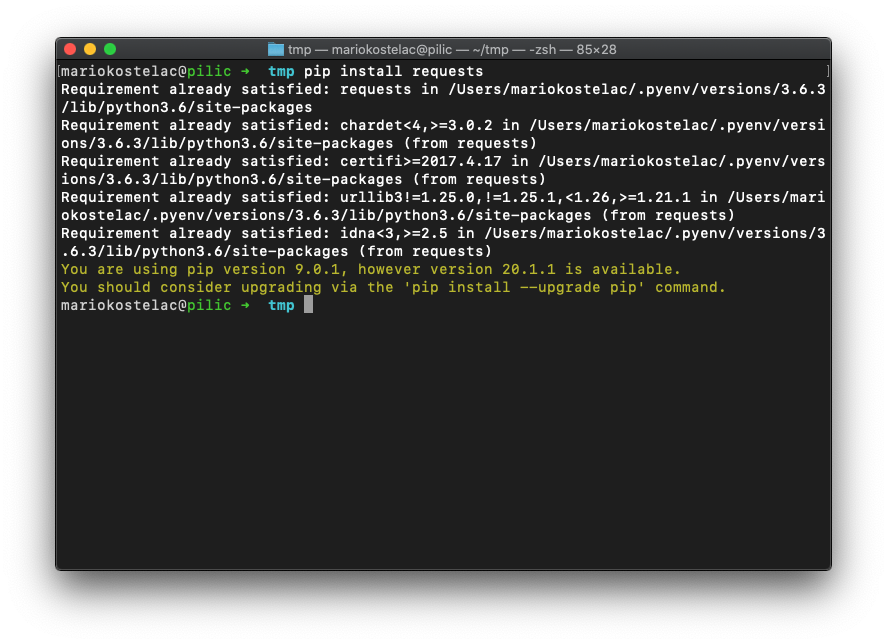 tmp — mariokostelac@pilic — ~/tmp — -zsh — 85×28
[mariokostelac@pilic ➜  tmp pip install requests ]
Requirement already satisfied: requests in /Users/mariokostelac/.pyenv/versions/3.6.3
/lib/python3.6/site-packages
Requirement already satisfied: chardet<4,>=3.0.2 in /Users/mariokostelac/.pyenv/versi
ons/3.6.3/lib/python3.6/site-packages (from requests)
Requirement already satisfied: certifi>=2017.4.17 in /Users/mariokostelac/.pyenv/vers
ions/3.6.3/lib/python3.6/site-packages (from requests)
Requirement already satisfied: urllib3!=1.25.0,!=1.25.1,<1.26,>=1.21.1 in /Users/mari
okostelac/.pyenv/versions/3.6.3/lib/python3.6/site-packages (from requests)
Requirement already satisfied: idna<3,>=2.5 in /Users/mariokostelac/.pyenv/versions/3
.6.3/lib/python3.6/site-packages (from requests)
You are using pip version 9.0.1, however version 20.1.1 is available.
You should consider upgrading via the 'pip install --upgrade pip' command.
mariokostelac@pilic ➜  tmp